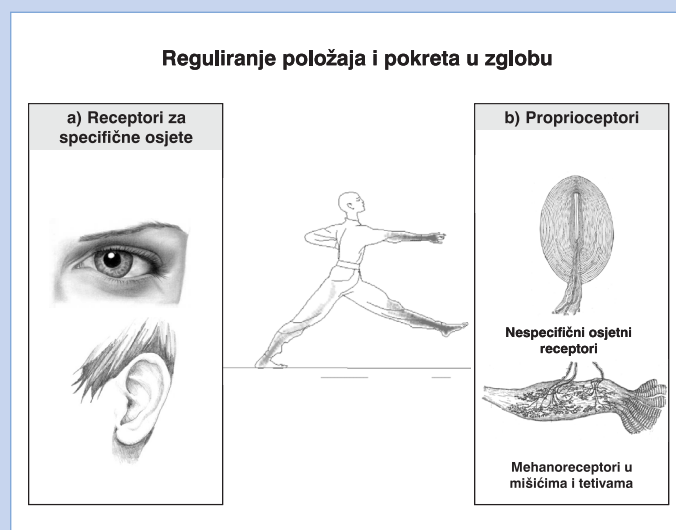 Reguliranje položaja i pokreta u zglobu
a) Receptori za
specifične osjete
b) Proprioceptori
Nespecifični osjetni
receptori
Mehanoreceptori u
mišićima i tetivama